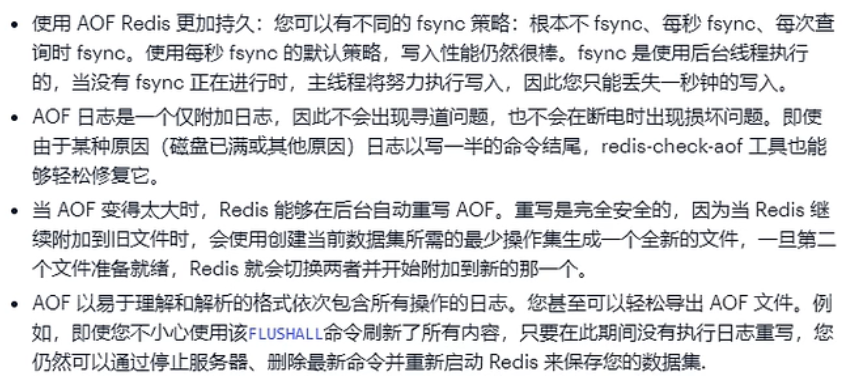 • 使用 AOF Redis 更加持久：您可以有不同的 fsync 策略：根本不 fsync、每秒 fsync、每次查
询时 fsync。使用每秒 fsync 的默认策略，写入性能仍然很棒。fsync 是使用后台线程执行
的，当没有 fsync 正在进行时，主线程将努力执行写入，因此您只能丢失一秒钟的写入。
• AOF 日志是一个仅附加日志，因此不会出现寻道问题，也不会在断电时出现损坏问题。即使
由于某种原因（磁盘已满或其他原因）日志以写一半的命令结尾，redis-check-aof 工具也能
够轻松修复它。
• 当 AOF 变得太大时，Redis 能够在后台自动重写 AOF。重写是完全安全的，因为当 Redis 继
续附加到旧文件时，会使用创建当前数据集所需的最少操作集生成一个全新的文件，一旦第二
个文件准备就绪，Redis 就会切换两者并开始附加到新的那一个。
• AOF 以易于理解和解析的格式依次包含所有操作的日志。您甚至可以轻松导出 AOF 文件。例
如，即使您不小心使用该FLUSHALL命令刷新了所有内容，只要在此期间没有执行日志重写，您
仍然可以通过停止服务器、删除最新命令并重新启动 Redis 来保存您的数据集.